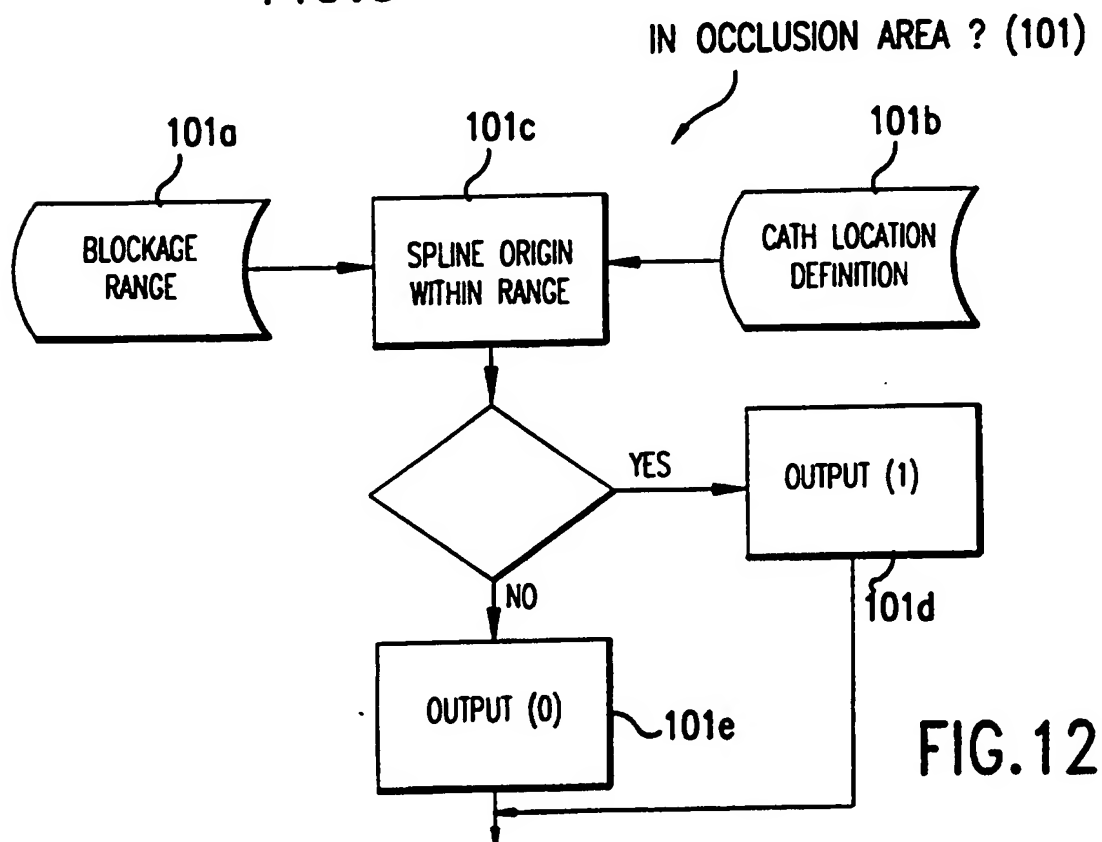 IN OCCLUSION AREA ? (101)
101a
101c
101b
BLOCKAGE
RANGE
SPLINE ORIGIN
WITHIN RANGE
CATH LOCATION
DEFINITION
YES
OUTPUT (1)
101d
NO
OUTPUT (0)
101e
FIG.12